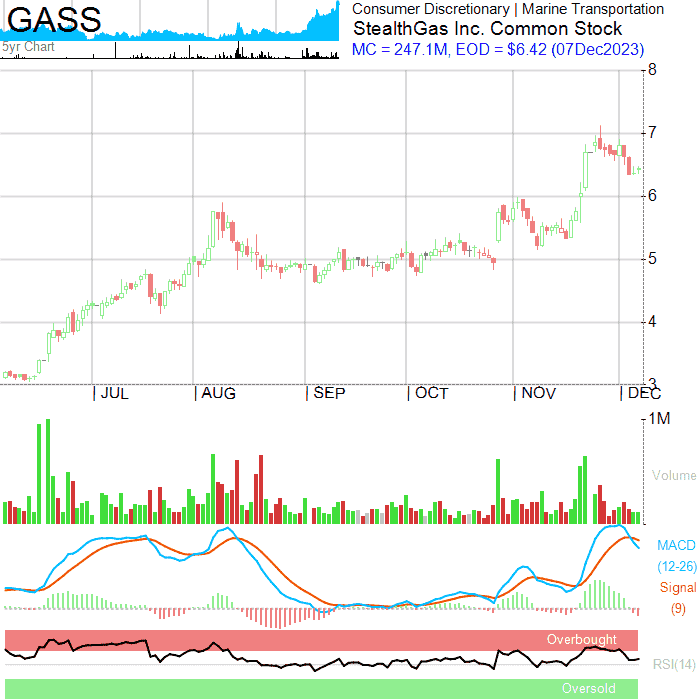 GASS
5yr Chart
Consumer Discretionary | Marine Transportation
StealthGas Inc. Common Stock
MC = 247.1M, EOD = $6.42 (07Dec2023)
8
7
6
5
4
3
JUL
AUG
SEP
OCT
NOV
DEC
1M
Volume
MACD
(12-26)
Signal
(9)
Overbought
RSI(14)
Oversold